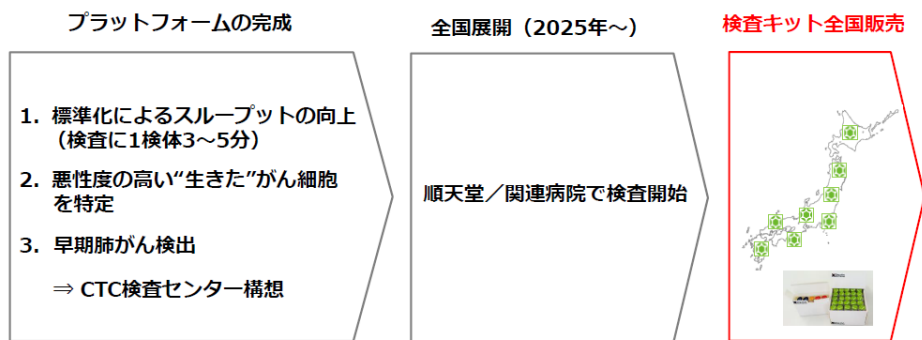 プラットフォームの完成
全国展開（2025年～）
検査キット全国販売
1. 標準化によるスループットの向上
（検査に1検体3～5分）
2. 悪性度の高い“生きた”がん細胞
を特定
3. 早期肺がん検出
⇒ CTC検査センター構想
順天堂／関連病院で検査開始